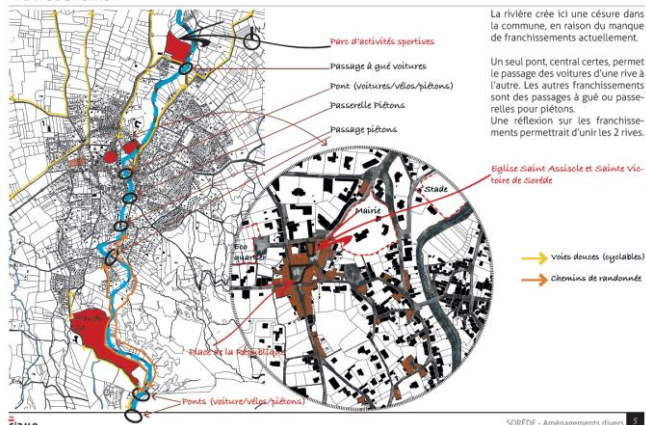 La rivière crée ici une césure dans
la commune, en raison du manque
de franchissements actuellement.
Un seul pont, central certes, permet
le passage des voitures d'une rive à
l'autre. Les autres franchissements
sont des passages à gué ou passe-
relles pour piétons.
Une réflexion sur les franchisse-
ments permettrait d'unir les 2 rives.
Parc d'activités sportives
Passage à gué voitures
Pont (voitures/vélos/piétons)
Passerelle Piétons
Passage piétons
Eglise Saint Assiscle et Sainte Vic-
toire de Sorède
Stade
Mairie
Eco
quartier
Voies douces (cyclables)
Chemins de randonnée
Place de la République
Ponts (voiture/vélos/piétons)
SORÈDE - Aménagements divers 5